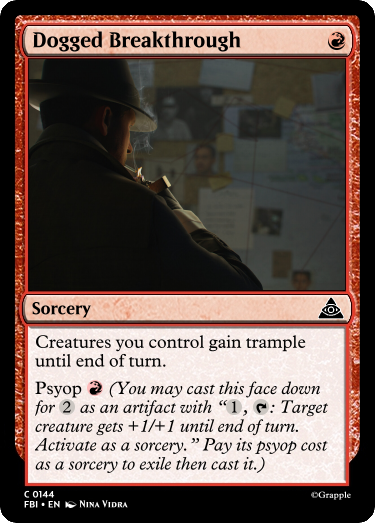 Dogged Breakthrough
Sorcery
Creatures you control gain trample
until end of turn.
Psyop (You may cast this face down
for 2 as an artifact with “1, : Target
creature gets +1/+1 until end of turn.
Activate as a sorcery.” Pay its psyop cost
as a sorcery to exile then cast it.)
C 0144
FBI • EN Nina Vidra
©Grapple